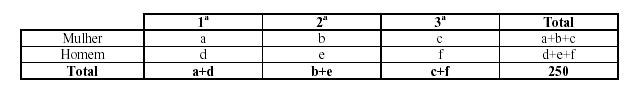 1ª 2ª 3ª Total
Mulher a b c a+b+c
Homem d e f d+e+f
Total a+d b+e c+f 250